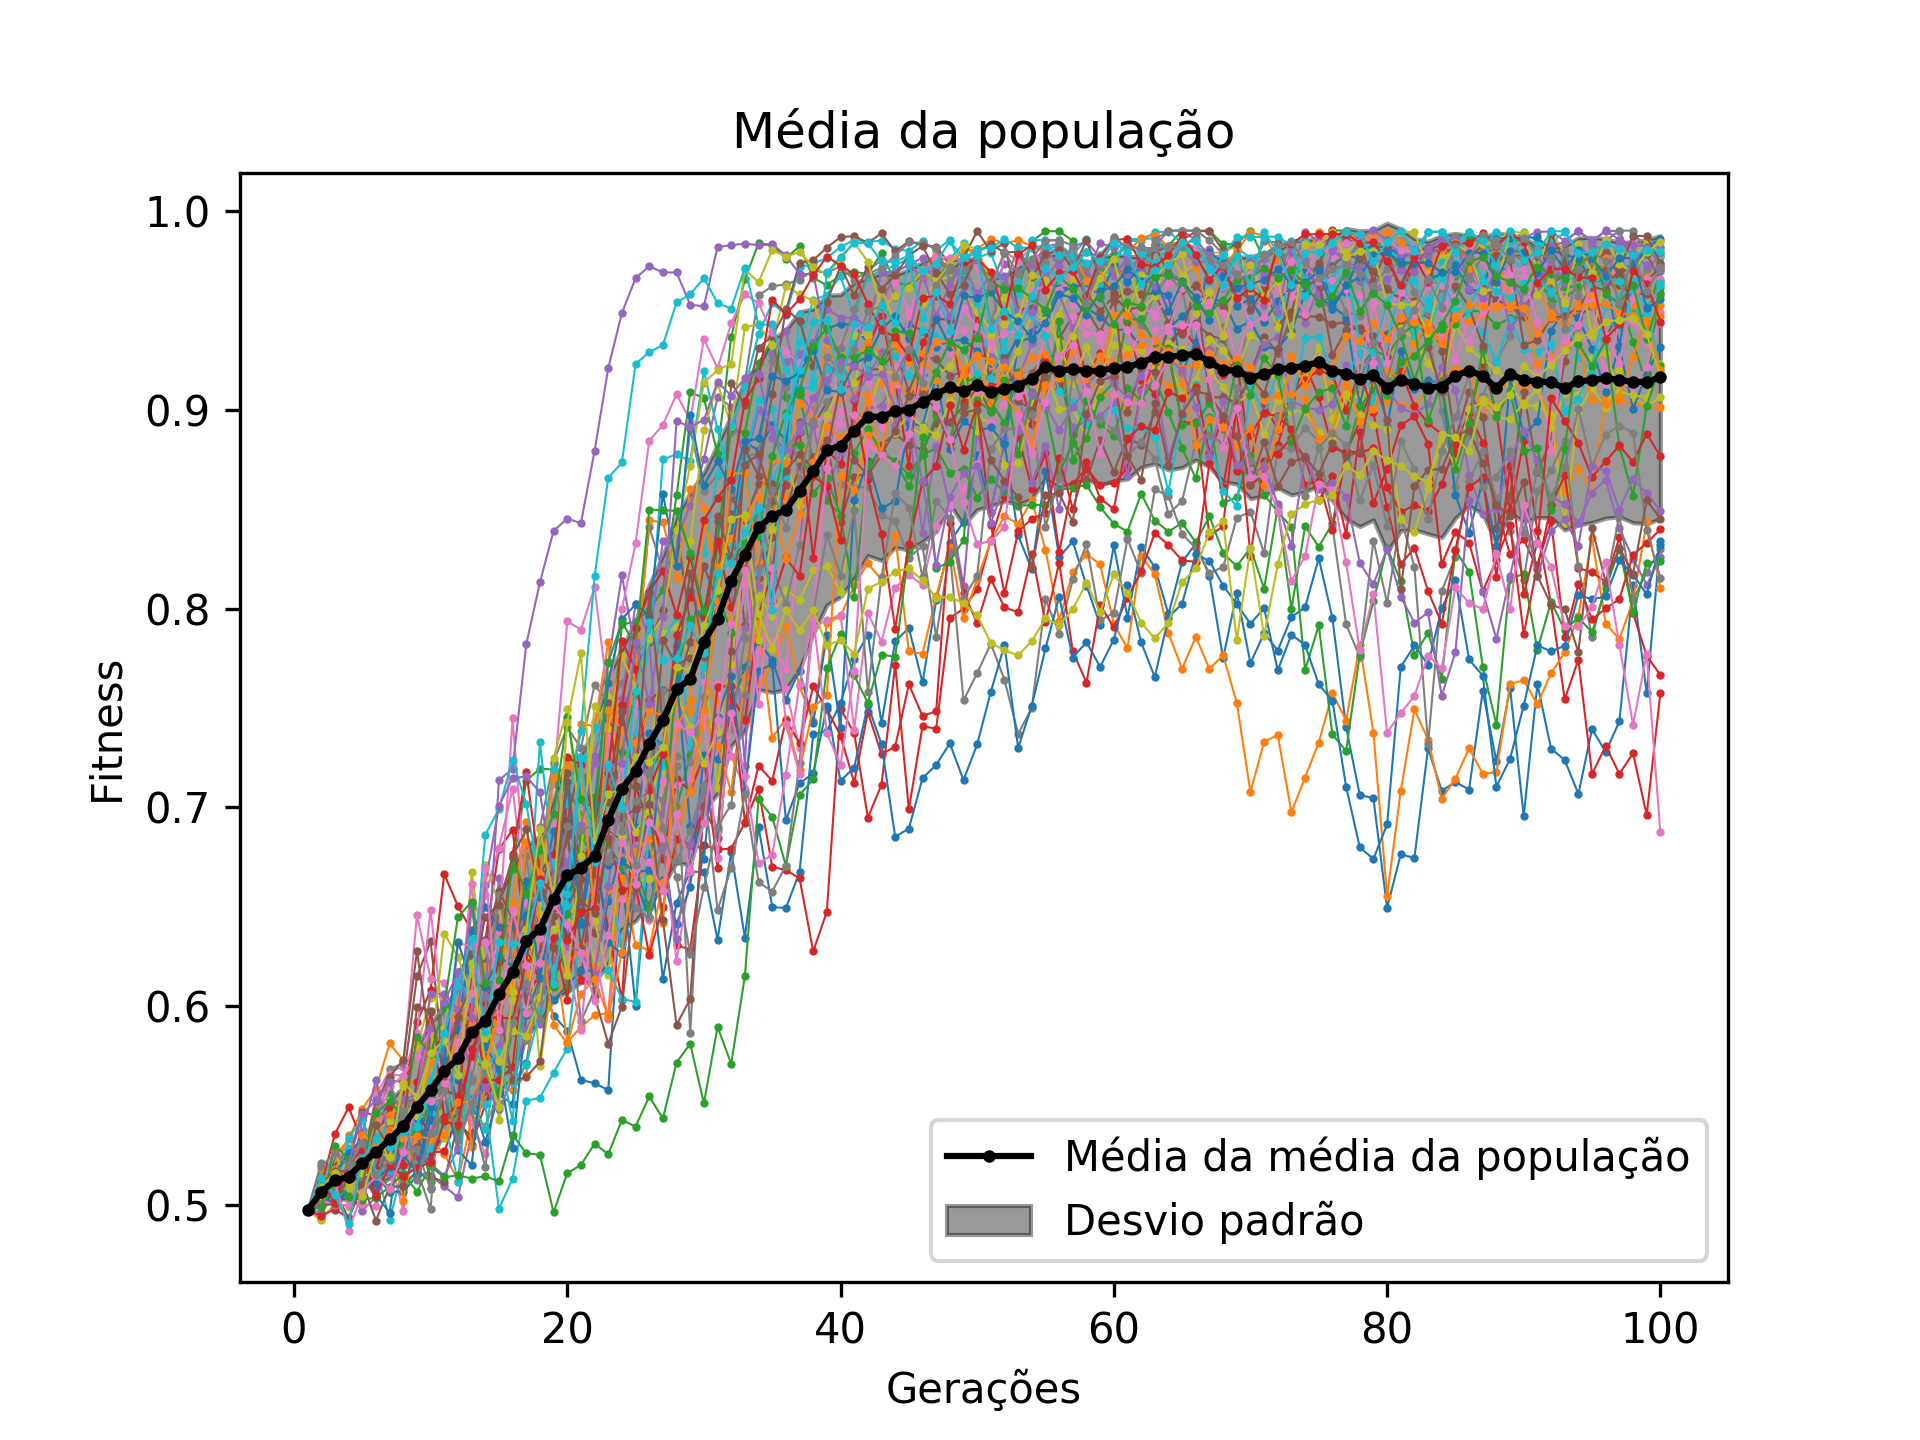 Média da população
1.0
0.9
0.8
0.7
0.6
0.5
Fitness
Média da média da população
Desvio padrão
0 20 40 60 80 100
Gerações